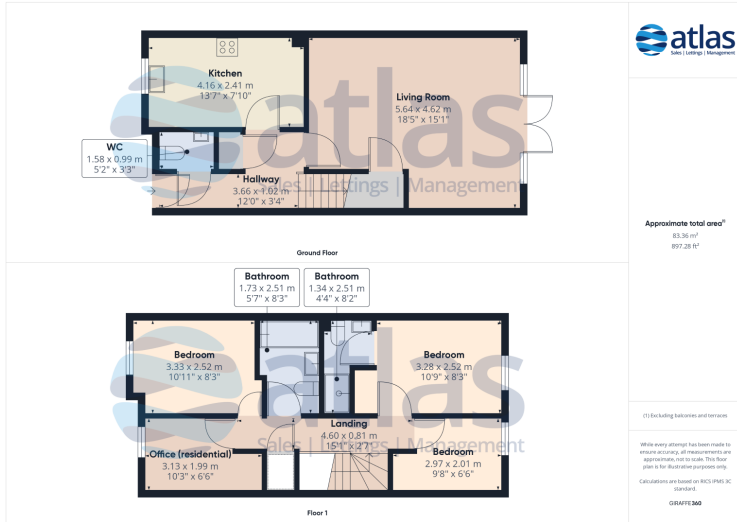 Kitchen
4.16 x 2.41 m
13'7" x 7'10"
Living Room
5.64 x 4.62 m
18'5" x 15'1"
WC
1.58 x 0.99 m
5'2" x 3'3"
Hallway
3.66 x 1.02 m
12'0" x 3'4"
atlas
Sales | Lettings | Management
Ground Floor
Bathroom
1.73 x 2.51 m
5'7" x 8'3"
Bathroom
1.34 x 2.51 m
4'4" x 8'2"
Bedroom
3.33 x 2.52 m
10'11" x 8'3"
Bedroom
3.28 x 2.52 m
10'9" x 8'3"
Landing
4.60 x 0.81 m
15'1" x 2'7"
Office (residential)
3.13 x 1.99 m
10'3" x 6'6"
Bedroom
2.97 x 2.01 m
9'8" x 6'6"
atlas
Sales | Lettings | Management
Floor 1
atlas
Sales | Lettings | Management
Approximate total area(1)
83.36 m²
897.28 ft²
(1) Excluding balconies and terraces
While every attempt has been made to
ensure accuracy, all measurements are
approximate, not to scale. This floor
plan is for illustrative purposes only.
Calculations are based on RICS IPMS 3C
standard.
GIRAFFE360